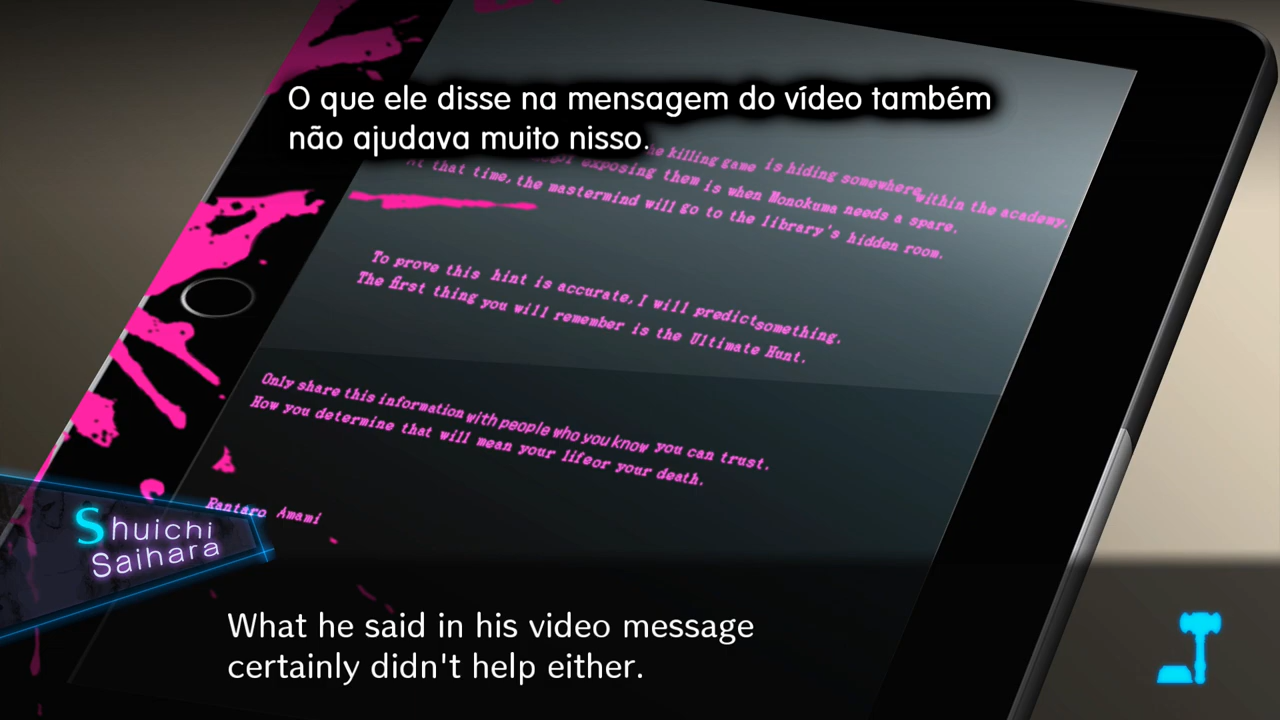 O que ele disse na mensagem do vídeo também
não ajudava muito nisso.
he killing game is hiding somewhere within the academy.
exposing them is when Monokuma needs a spare.
At that time, the mastermind will go to the library's hidden room.
To prove this hint is accurate, I will predict something.
The first thing you will remember is the Ultimate Hunt.
Only share this information with people who you know you can trust.
How you determine that will mean your life or your death.
Rantaro Amami
Shuichi
Saihara
What he said in his video message
certainly didn't help either.